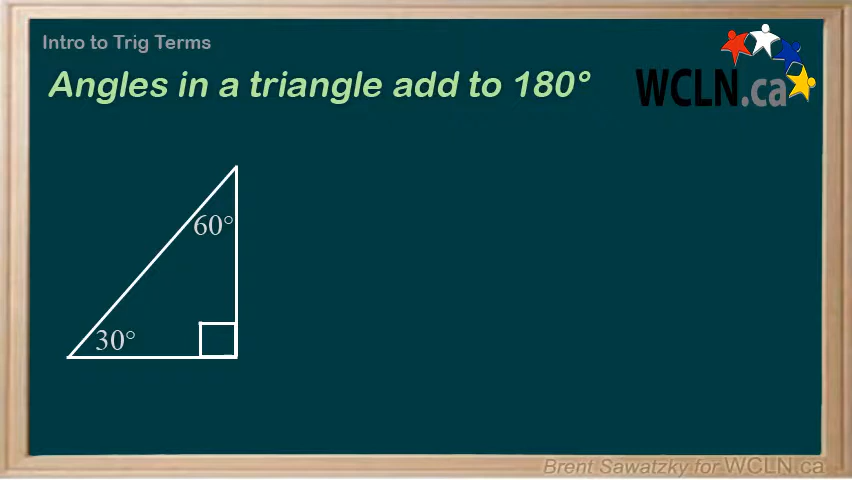 Intro to Trig Terms
Angles in a triangle add to 180°
WCLN.ca
60°
30°
Brent Sawatzky for WCLN.ca